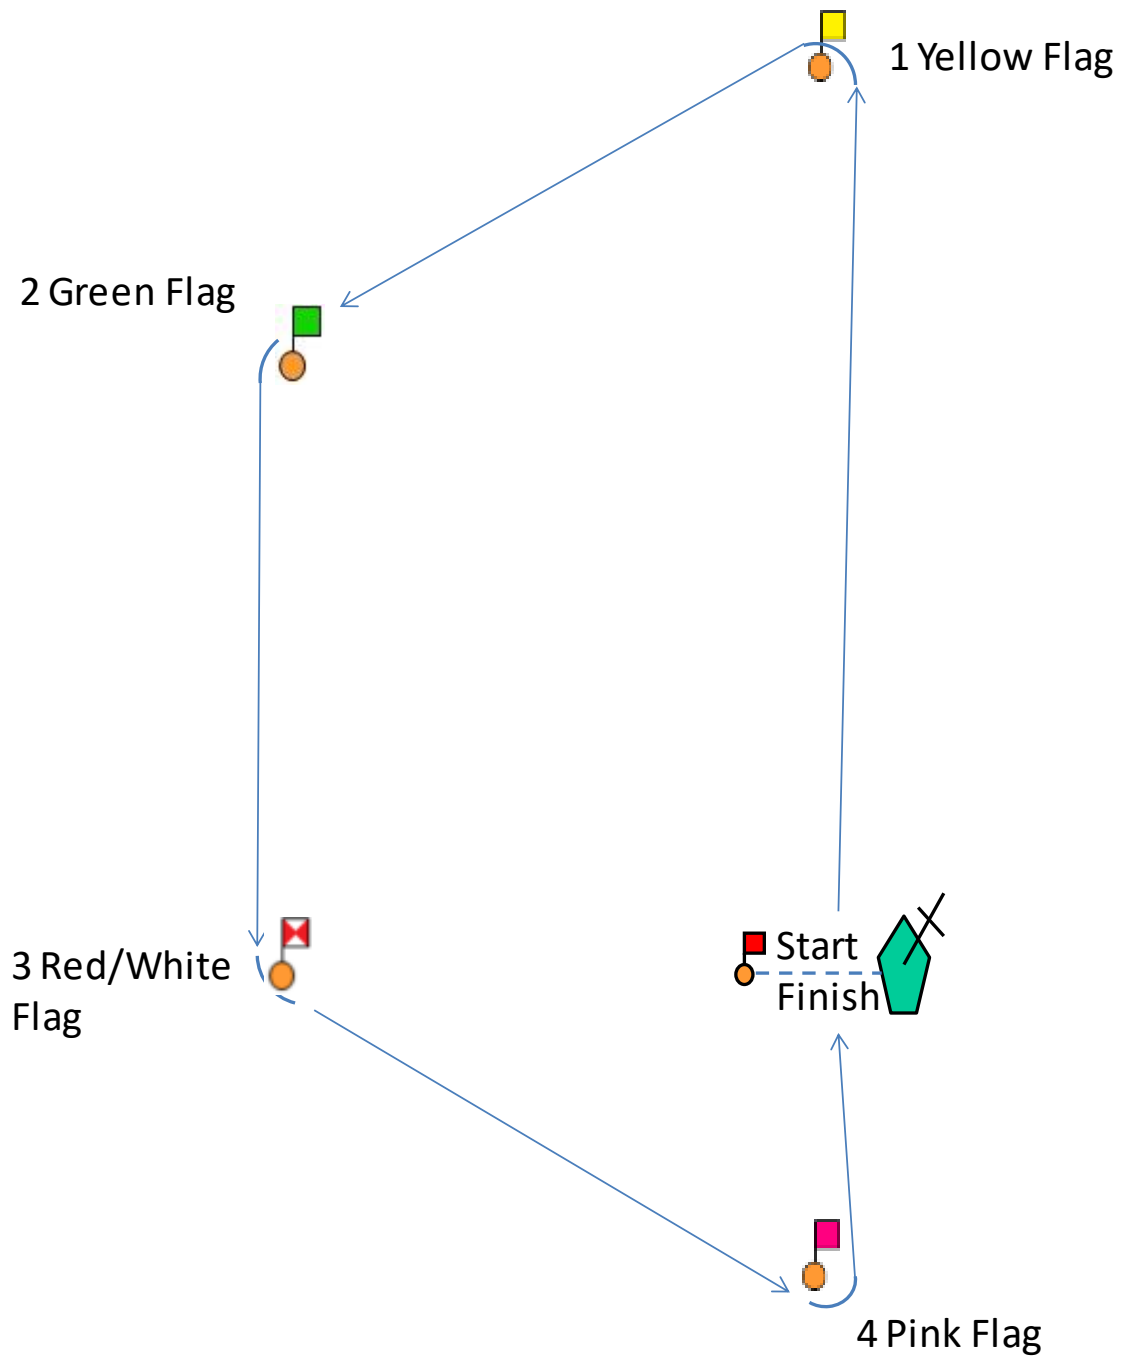 1 Yellow Flag
2 Green Flag
3 Red/White
Flag
Start
Finish
4 Pink Flag